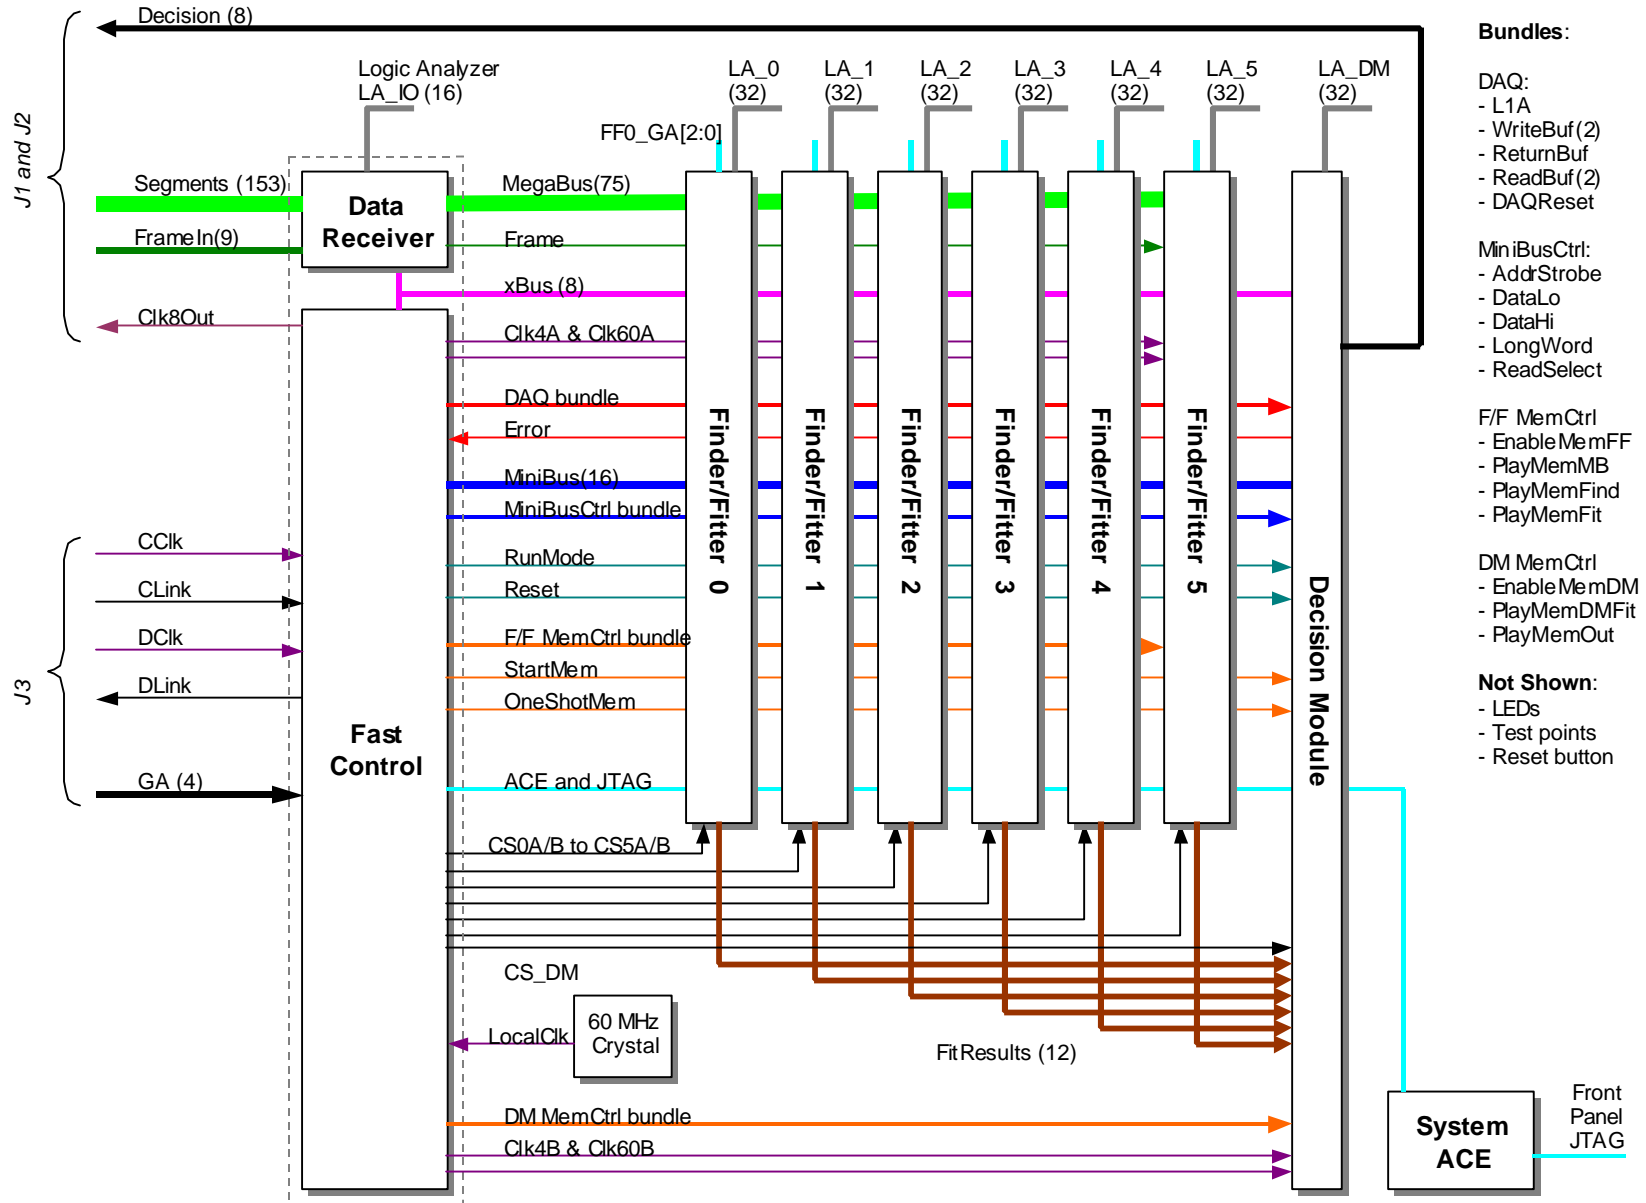 Decision (8)
Logic Analyzer
LA_IO (16)
LA_0
(32)
LA_1
(32)
LA_2
(32)
LA_3
(32)
LA_4
(32)
LA_5
(32)
LA_DM
(32)
FF0_GA[2:0]
J1 and J2
Segments (153)
FrameIn(9)
Clk8Out
Data
Receiver
MegaBus(75)
Frame
xBus (8)
Clk4A & Clk60A
DAQ bundle
Error
MiniBus(16)
MiniBusCtrl bundle
RunMode
Reset
F/F MemCtrl bundle
StartMem
OneShotMem
ACE and JTAG
CS0A/B to CS5A/B
CS_DM
LocalClk
60 MHz
Crystal
FitResults (12)
DM MemCtrl bundle
Clk4B & Clk60B
J3
CClk
CLink
DClk
DLink
GA (4)
Fast
Control
Finder/Fitter 0
Finder/Fitter 1
Finder/Fitter 2
Finder/Fitter 3
Finder/Fitter 4
Finder/Fitter 5
Decision Module
System
ACE
Front
Panel
JTAG
Bundles:
DAQ:
- L1A
- WriteBuf(2)
- ReturnBuf
- ReadBuf(2)
- DAQReset
MiniBusCtrl:
- AddrStrobe
- DataLo
- DataHi
- LongWord
- ReadSelect
F/F MemCtrl
- EnableMemFF
- PlayMemMB
- PlayMemFind
- PlayMemFit
DM MemCtrl
- EnableMemDM
- PlayMemDMFit
- PlayMemOut
Not Shown:
- LEDs
- Test points
- Reset button